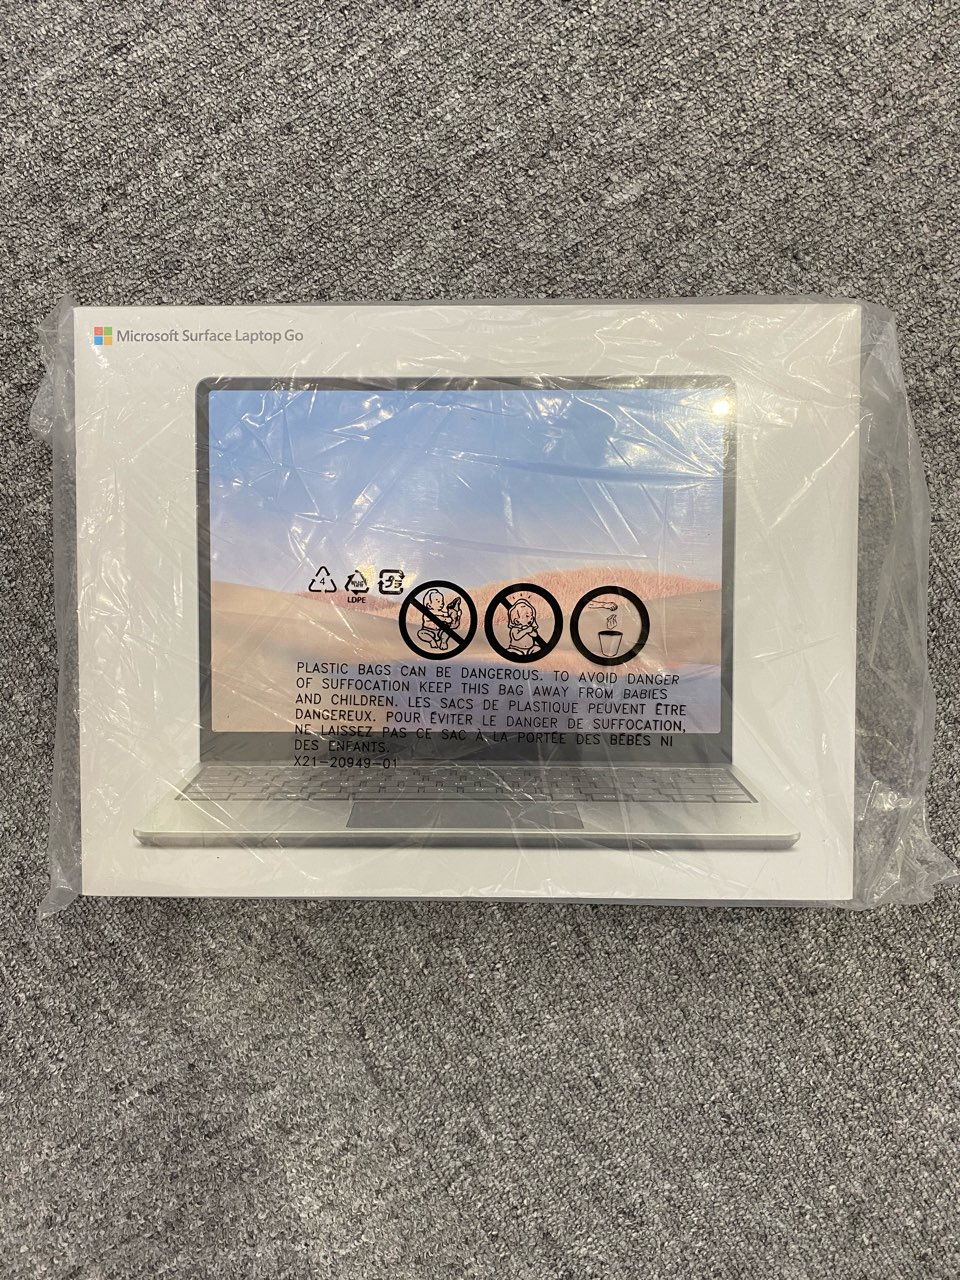 Microsoft Surface Laptop Go
4
LDPE
PLASTIC BAGS CAN BE DANGEROUS. TO AVOID DANGER
OF SUFFOCATION KEEP THIS BAG AWAY FROM BABIES
AND CHILDREN. LES SACS DE PLASTIQUE PEUVENT ÊTRE
DANGEREUX. POUR ÉVITER LE DANGER DE SUFFOCATION,
NE LAISSEZ PAS CE SAC À LA PORTÉE DES BÉBÉS NI
DES ENFANTS.
X21-20949-01